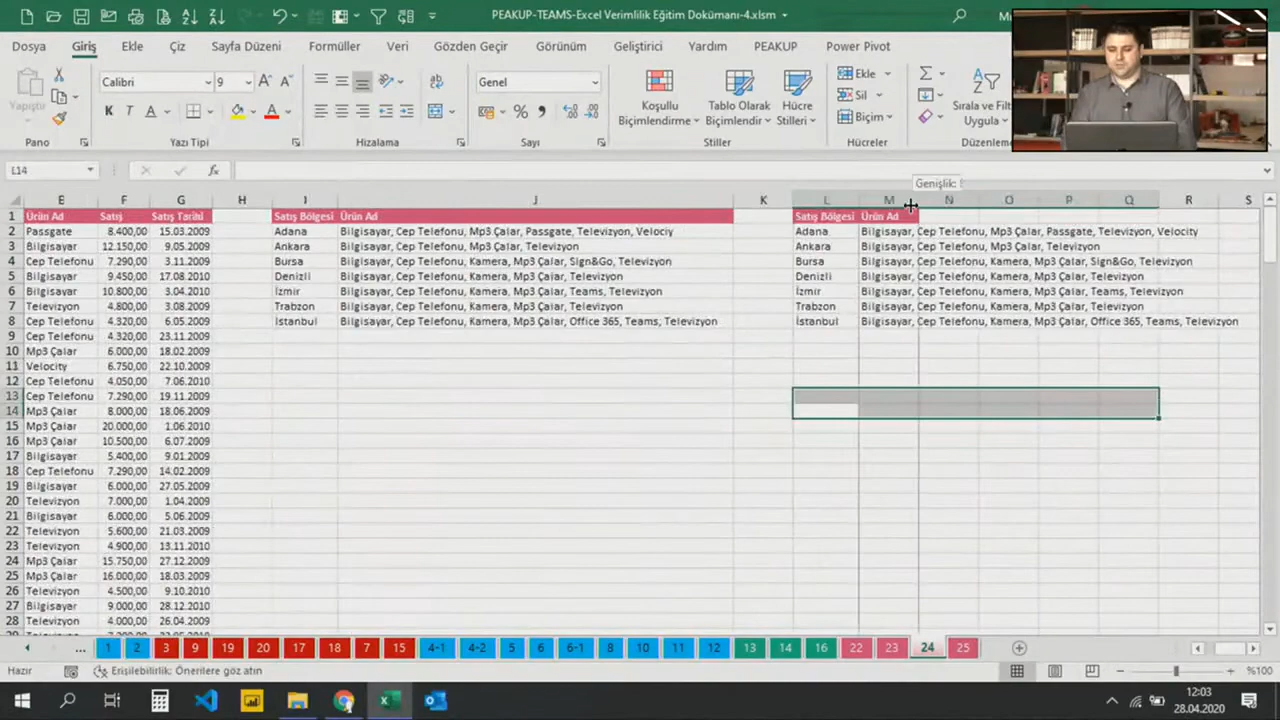 PEAKUP-TEAMS-Excel Verimlilik Eğitim Dokümanı-4.xlsm
Dosya Giriş Ekle Çiz Sayfa Düzeni Formüller Veri Gözden Geçir Görünüm Geliştirici Yardım PEAKUP Power Pivot
Yapıştır
Calibri 9
Genel
Koşullu Biçimlendirme
Tablo Olarak Biçimlendir
Hücre Stilleri
Ekle
Sil
Biçim
Sırala ve Filtre Uygula
Pano Yazı Tipi Hizalama Sayı Stiller Hücreler Düzenleme
L14 fx
Genişlik:
E F G H I J K L M N O P Q R S
1 Ürün Ad Satış Satış Tarihi Satış Bölgesi Ürün Ad Satış Bölgesi Ürün Ad
2 Passgate 8.400,00 15.03.2009 Adana Bilgisayar, Cep Telefonu, Mp3 Çalar, Passgate, Televizyon, Velociy Adana Bilgisayar, Cep Telefonu, Mp3 Çalar, Passgate, Televizyon, Velocity
3 Bilgisayar 12.150,00 9.05.2009 Ankara Bilgisayar, Cep Telefonu, Mp3 Çalar, Televizyon Ankara Bilgisayar, Cep Telefonu, Mp3 Çalar, Televizyon
4 Cep Telefonu 7.290,00 3.11.2009 Bursa Bilgisayar, Cep Telefonu, Kamera, Mp3 Çalar, Sign&Go, Televizyon Bursa Bilgisayar, Cep Telefonu, Kamera, Mp3 Çalar, Sign&Go, Televizyon
5 Bilgisayar 9.450,00 17.08.2010 Denizli Bilgisayar, Cep Telefonu, Kamera, Mp3 Çalar, Televizyon Denizli Bilgisayar, Cep Telefonu, Kamera, Mp3 Çalar, Televizyon
6 Bilgisayar 10.800,00 3.04.2010 İzmir Bilgisayar, Cep Telefonu, Kamera, Mp3 Çalar, Teams, Televizyon İzmir Bilgisayar, Cep Telefonu, Kamera, Mp3 Çalar, Teams, Televizyon
7 Televizyon 4.800,00 3.08.2009 Trabzon Bilgisayar, Cep Telefonu, Kamera, Mp3 Çalar, Televizyon Trabzon Bilgisayar, Cep Telefonu, Kamera, Mp3 Çalar, Televizyon
8 Cep Telefonu 4.320,00 6.05.2009 İstanbul Bilgisayar, Cep Telefonu, Kamera, Mp3 Çalar, Office 365, Teams, Televizyon İstanbul Bilgisayar, Cep Telefonu, Kamera, Mp3 Çalar, Office 365, Teams, Televizyon
9 Cep Telefonu 4.320,00 23.11.2009
10 Mp3 Çalar 6.000,00 18.02.2009
11 Velocity 6.750,00 22.10.2009
12 Cep Telefonu 4.050,00 7.06.2010
13 Cep Telefonu 7.290,00 19.11.2009
14 Mp3 Çalar 8.000,00 18.06.2009
15 Mp3 Çalar 20.000,00 1.06.2010
16 Mp3 Çalar 10.500,00 6.07.2009
17 Bilgisayar 5.400,00 9.01.2009
18 Cep Telefonu 7.290,00 14.02.2009
19 Bilgisayar 6.000,00 27.05.2009
20 Televizyon 7.000,00 1.04.2009
21 Bilgisayar 6.000,00 5.06.2009
22 Televizyon 5.600,00 21.03.2009
23 Televizyon 4.900,00 13.11.2010
24 Mp3 Çalar 15.750,00 27.12.2009
25 Mp3 Çalar 16.000,00 18.03.2009
26 Televizyon 4.500,00 9.10.2010
27 Bilgisayar 9.000,00 28.12.2010
28 Televizyon 4.000,00 26.04.2009
... 1 2 3 9 19 20 17 18 7 15 4-1 4-2 5 6 6-1 8 10 11 12 13 14 16 22 23 24 25
Hazır Erişilebilirlik: Önerilere göz atın %100
12:03
28.04.2020